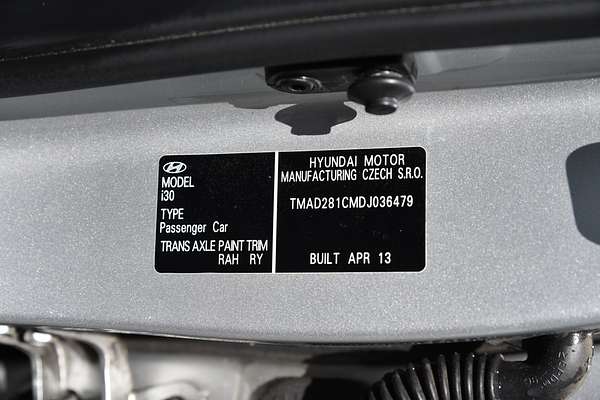 MODEL
i30
TYPE
Passenger Car
TRANS AXLE PAINT TRIM
RAH RY
HYUNDAI MOTOR
MANUFACTURING CZECH S.R.O.
TMAD281CMDJ036479
BUILT APR 13